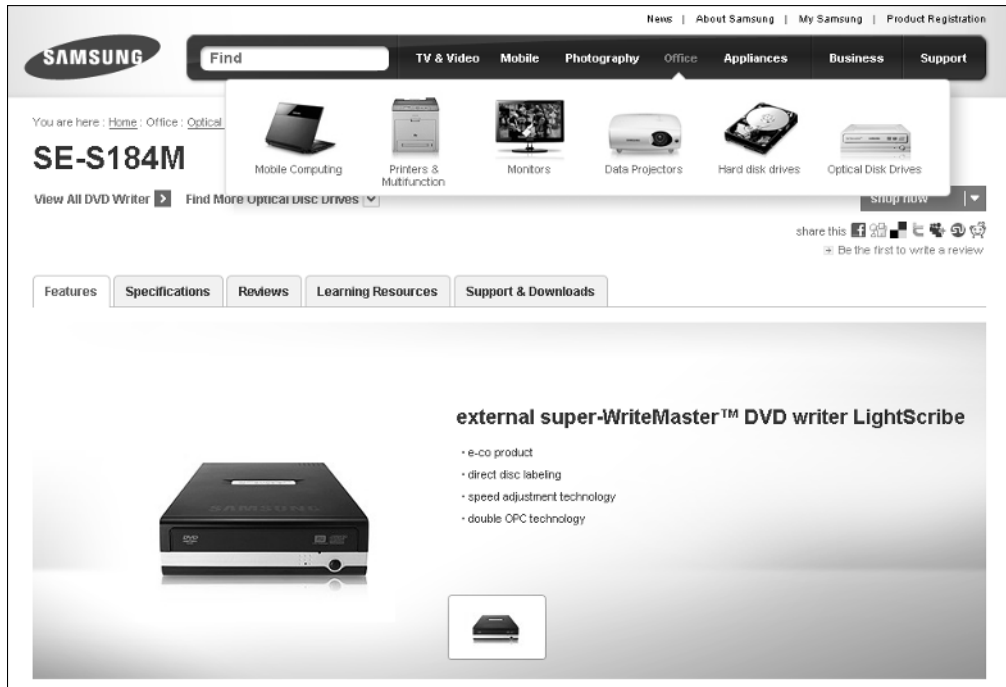 News | About Samsung | My Samsung | Product Registration
SAMSUNG
Find
TV & Video Mobile Photography Office Appliances Business Support
You are here : Home : Office : Optical
Mobile Computing
Printers &
Multifunction
Monitors
Data Projectors
Hard disk drives
Optical Disk Drives
SE-S184M
View All DVD Writer Find More Optical Disc Drives
shop now
share this
Be the first to write a review
Features Specifications Reviews Learning Resources Support & Downloads
external super-WriteMaster™ DVD writer LightScribe
· e-co product
· direct disc labeling
· speed adjustment technology
· double OPC technology
SAMSUNG
DVD